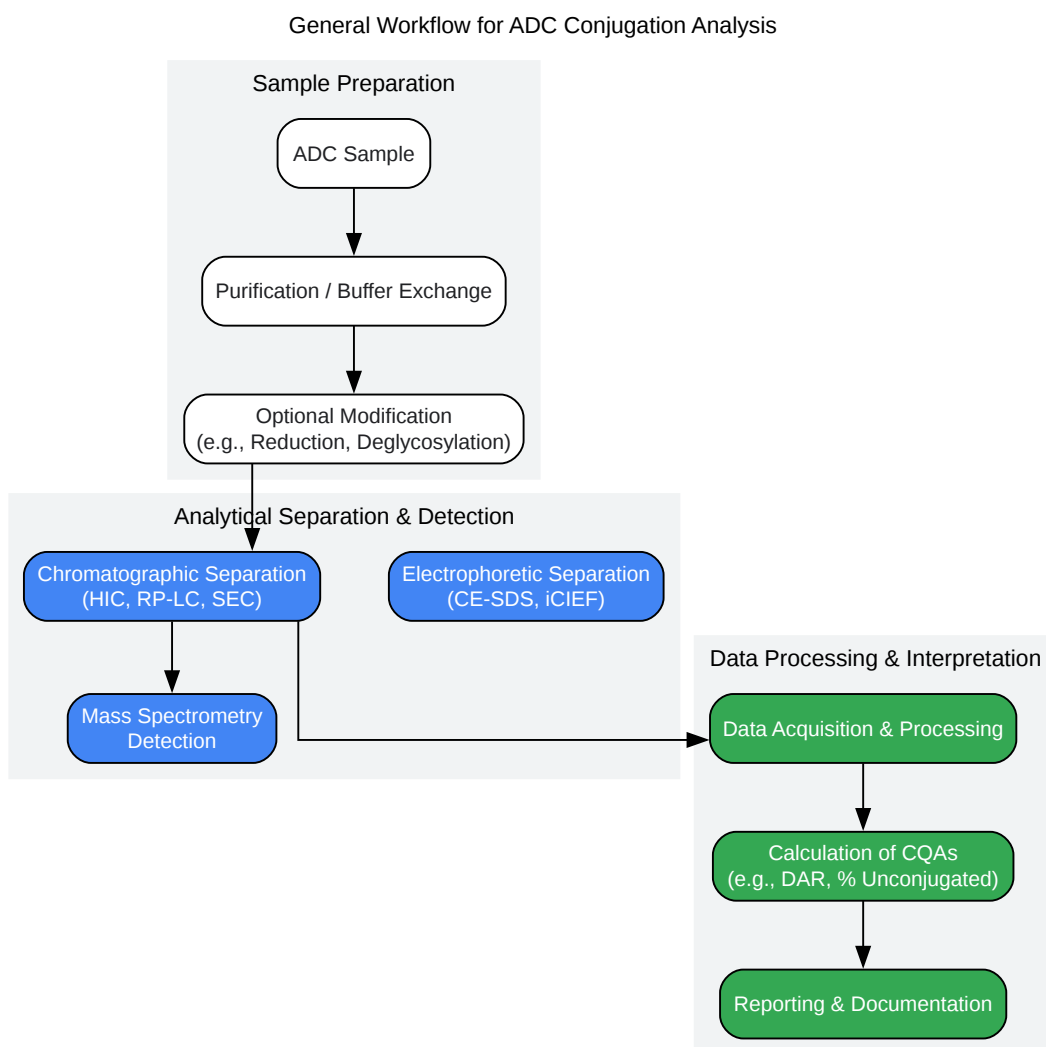 General Workflow for ADC Conjugation Analysis
Sample Preparation
ADC Sample
Purification / Buffer Exchange
Optional Modification
(e.g., Reduction, Deglycosylation)
Analytical Separation & Detection
Chromatographic Separation
(HIC, RP-LC, SEC)
Electrophoretic Separation
(CE-SDS, iCIEF)
Mass Spectrometry
Detection
Data Processing & Interpretation
Data Acquisition & Processing
Calculation of CQAs
(e.g., DAR, % Unconjugated)
Reporting & Documentation